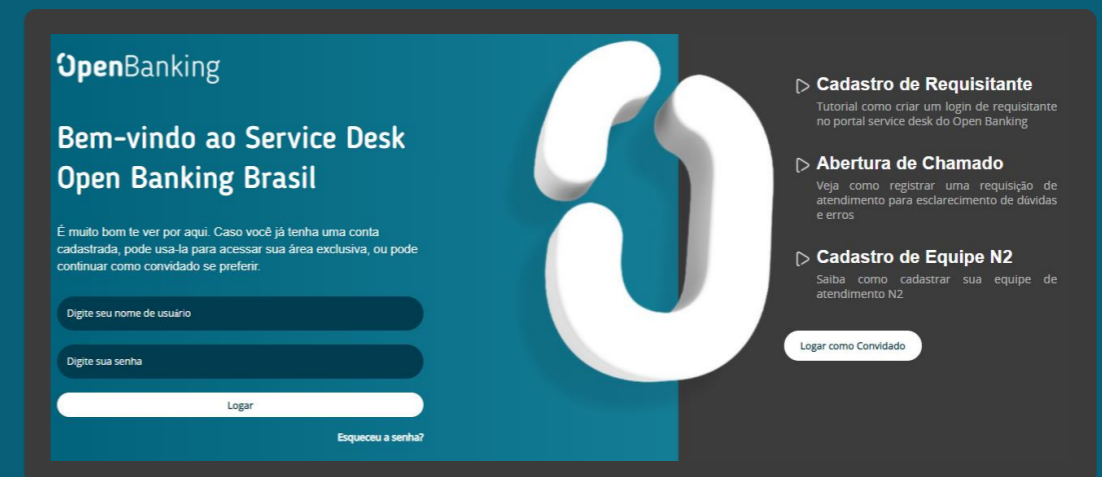 OpenBanking
Bem-vindo ao Service Desk
Open Banking Brasil
É muito bom te ver por aqui. Caso você já tenha uma conta
cadastrada, pode usa-la para acessar sua área exclusiva, ou pode
continuar como convidado se preferir.
Digite seu nome de usuário
Digite sua senha
Logar
Esqueceu a senha?
Cadastro de Requisitante
Tutorial como criar um login de requisitante
no portal service desk do Open Banking
Abertura de Chamado
Veja como registrar uma requisição de
atendimento para esclarecimento de dúvidas
e erros
Cadastro de Equipe N2
Saiba como cadastrar sua equipe de
atendimento N2
Logar como Convidado